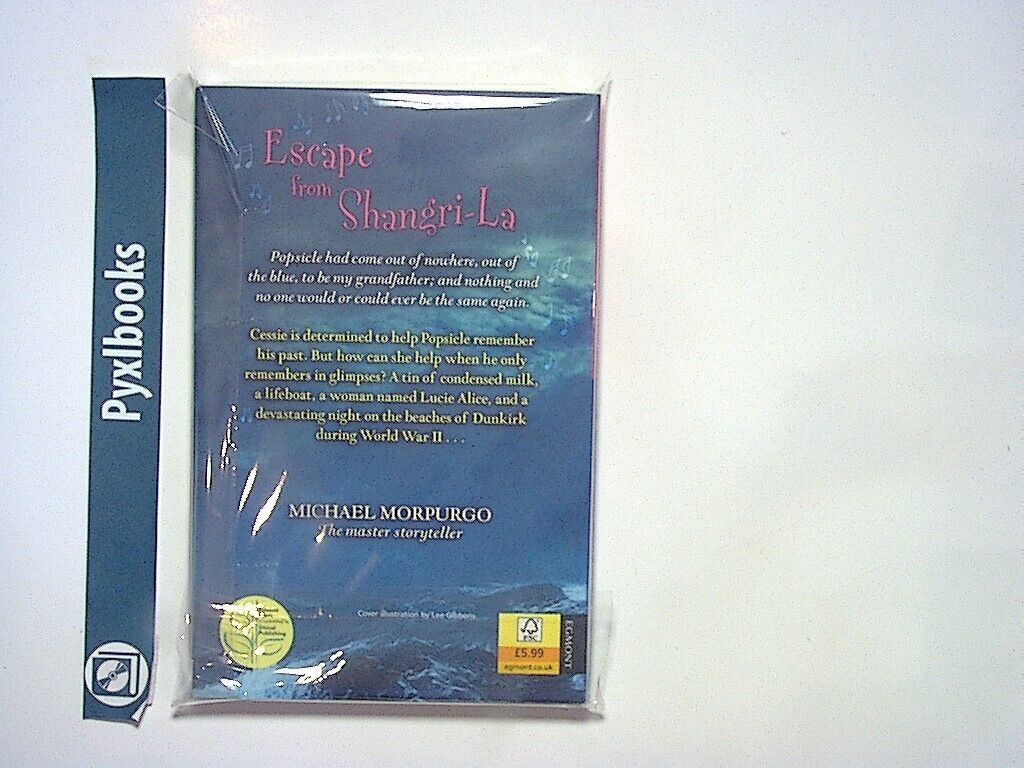 Pyxlbooks
Escape
from
Shangri-La
Popsicle had come out of nowhere, out of
the blue, to be my grandfather; and nothing and
no one would or could ever be the same again.
Cessie is determined to help Popsicle remember
his past. But how can she help when he only
remembers in glimpses? A tin of condensed milk,
a lifeboat, a woman named Lucie Alice, and a
devastating night on the beaches of Dunkirk
during World War II . . .
MICHAEL MORPURGO
The master storyteller
Cover illustration by Lee Gibbons
Publishing
FSC
£5.99
egmont.co.uk
EGMONT